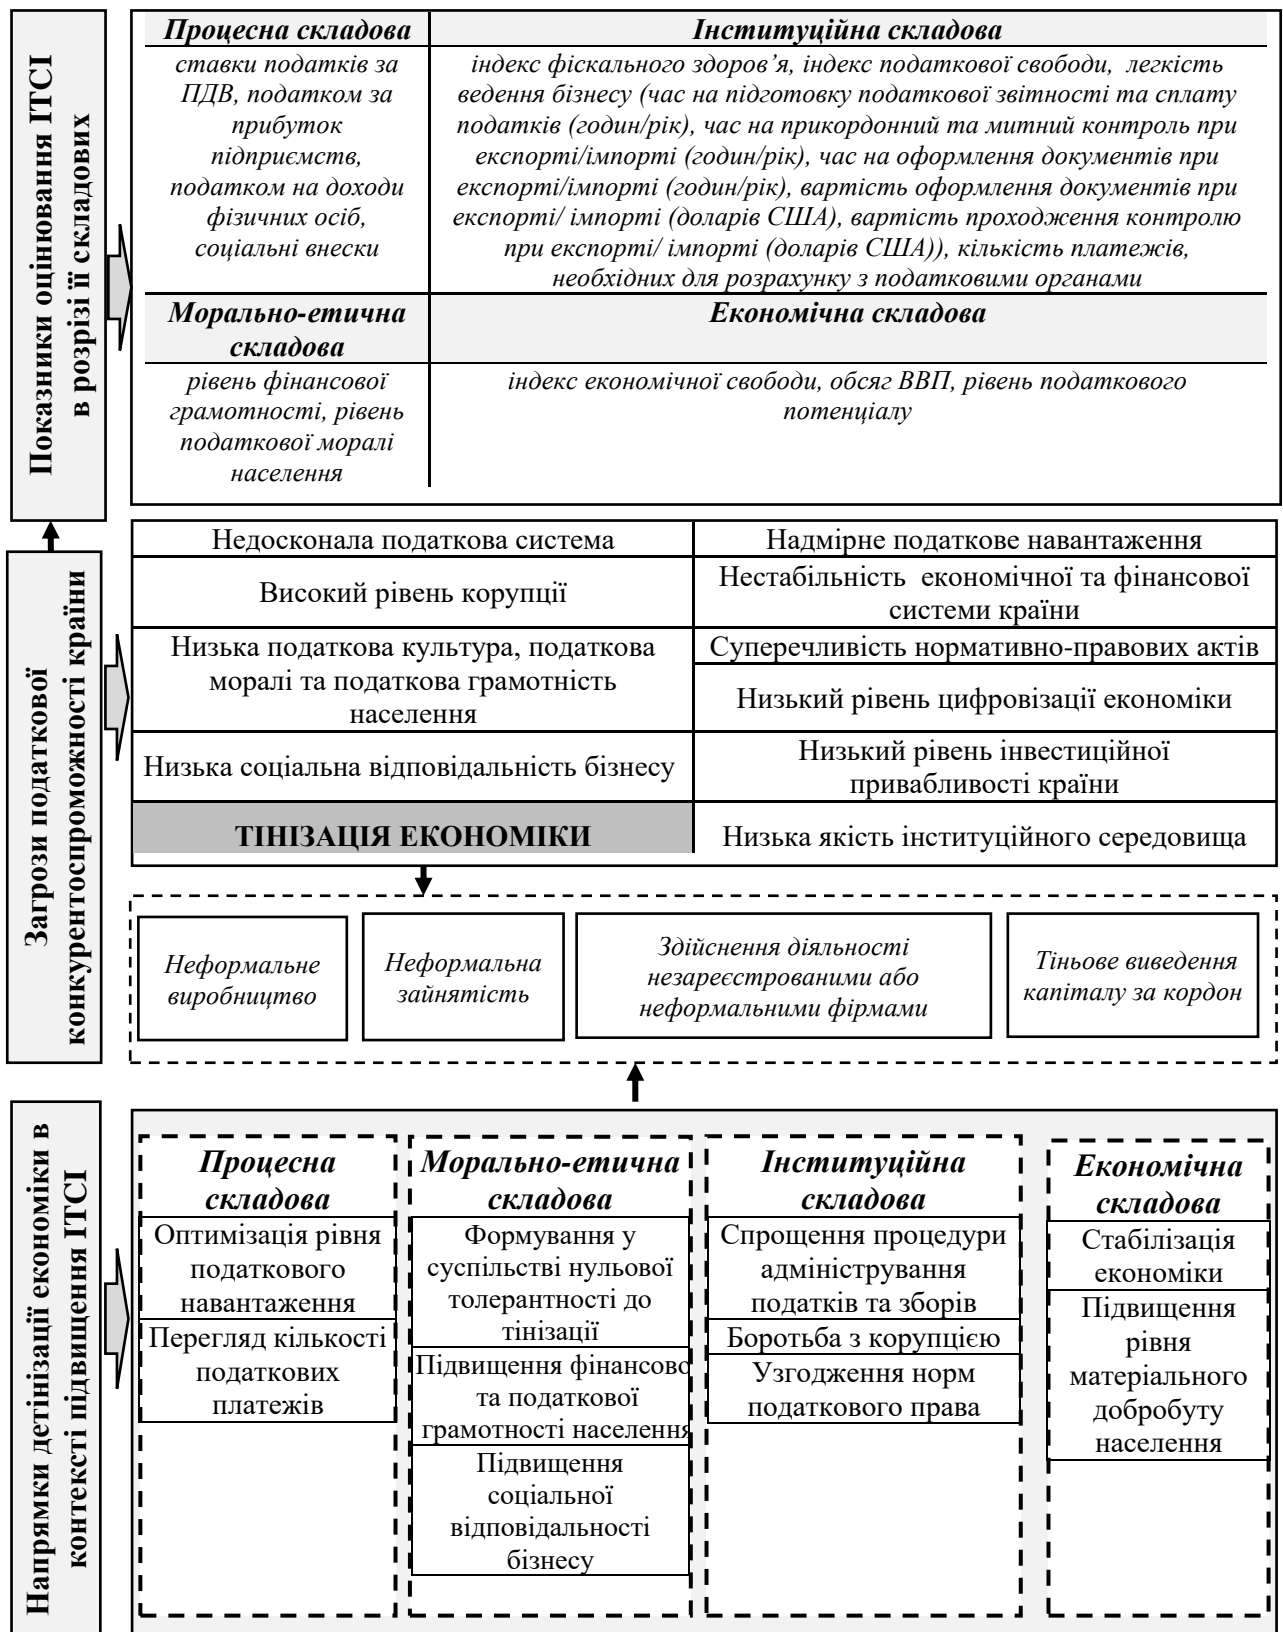 Показники оцінювання ІТСІ
в розрізі її складових
Процесна складова
ставки податків за
ПДВ, податком за
прибуток
підприємств,
податком на доходи
фізичних осіб,
соціальні внески
Інституційна складова
індекс фіскального здоров’я, індекс податкової свободи, легкість
ведення бізнесу (час на підготовку податкової звітності та сплату
податків (годин/рік), час на прикордонний та митний контроль при
експорті/імпорті (годин/рік), час на оформлення документів при
експорті/імпорті (годин/рік), вартість оформлення документів при
експорті/ імпорті (доларів США), вартість проходження контролю
при експорті/ імпорті (доларів США)), кількість платежів,
необхідних для розрахунку з податковими органами
Морально-етична
складова
рівень фінансової
грамотності, рівень
податкової моралі
населення
Економічна складова
індекс економічної свободи, обсяг ВВП, рівень податкового
потенціалу
Загрози податкової
конкурентоспроможності країни
Недосконала податкова система
Надмірне податкове навантаження
Високий рівень корупції
Нестабільність економічної та фінансової
системи країни
Низька податкова культура, податкова
моралі та податкова грамотність
населення
Суперечливість нормативно-правових актів
Низький рівень цифровізації економіки
Низька соціальна відповідальність бізнесу
Низький рівень інвестиційної
привабливості країни
ТІНІЗАЦІЯ ЕКОНОМІКИ
Низька якість інституційного середовища
Неформальне
виробництво
Неформальна
зайнятість
Здійснення діяльності
незареєстрованими або
неформальними фірмами
Тіньове виведення
капіталу за кордон
Напрямки детінізації економіки в
контексті підвищення ІТСІ
Процесна
складова
Оптимізація рівня
податкового
навантаження
Перегляд кількості
податкових
платежів
Морально-етична
складова
Формування у
суспільстві нульової
толерантності до
тінізації
Підвищення фінансово
та податкової
грамотності населення
Підвищення
соціальної
відповідальності
бізнесу
Інституційна
складова
Спрощення процедури
адміністрування
податків та зборів
Боротьба з корупцією
Узгодження норм
податкового права
Економічна
складова
Стабілізація
економіки
Підвищення
рівня
матеріального
добробуту
населення